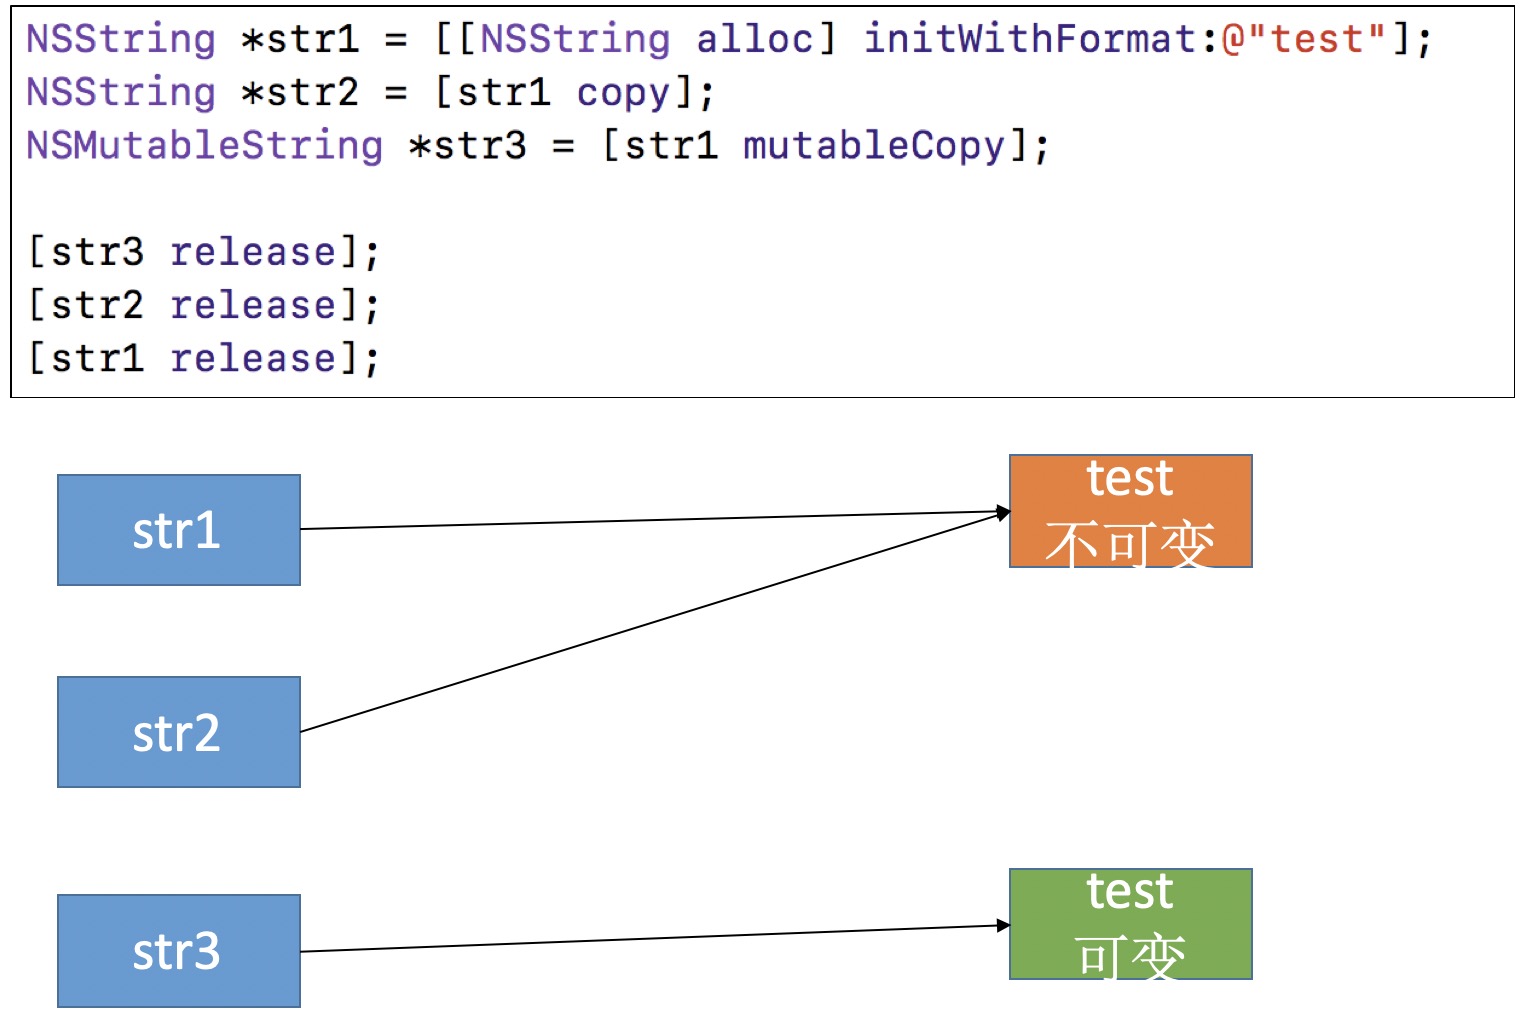 NSString *str1 = [[NSString alloc] initWithFormat:@"test"];
NSString *str2 = [str1 copy];
NSMutableString *str3 = [str1 mutableCopy];
[str3 release];
[str2 release];
[str1 release];
str1
test
不可变
str2
str3
test
可变